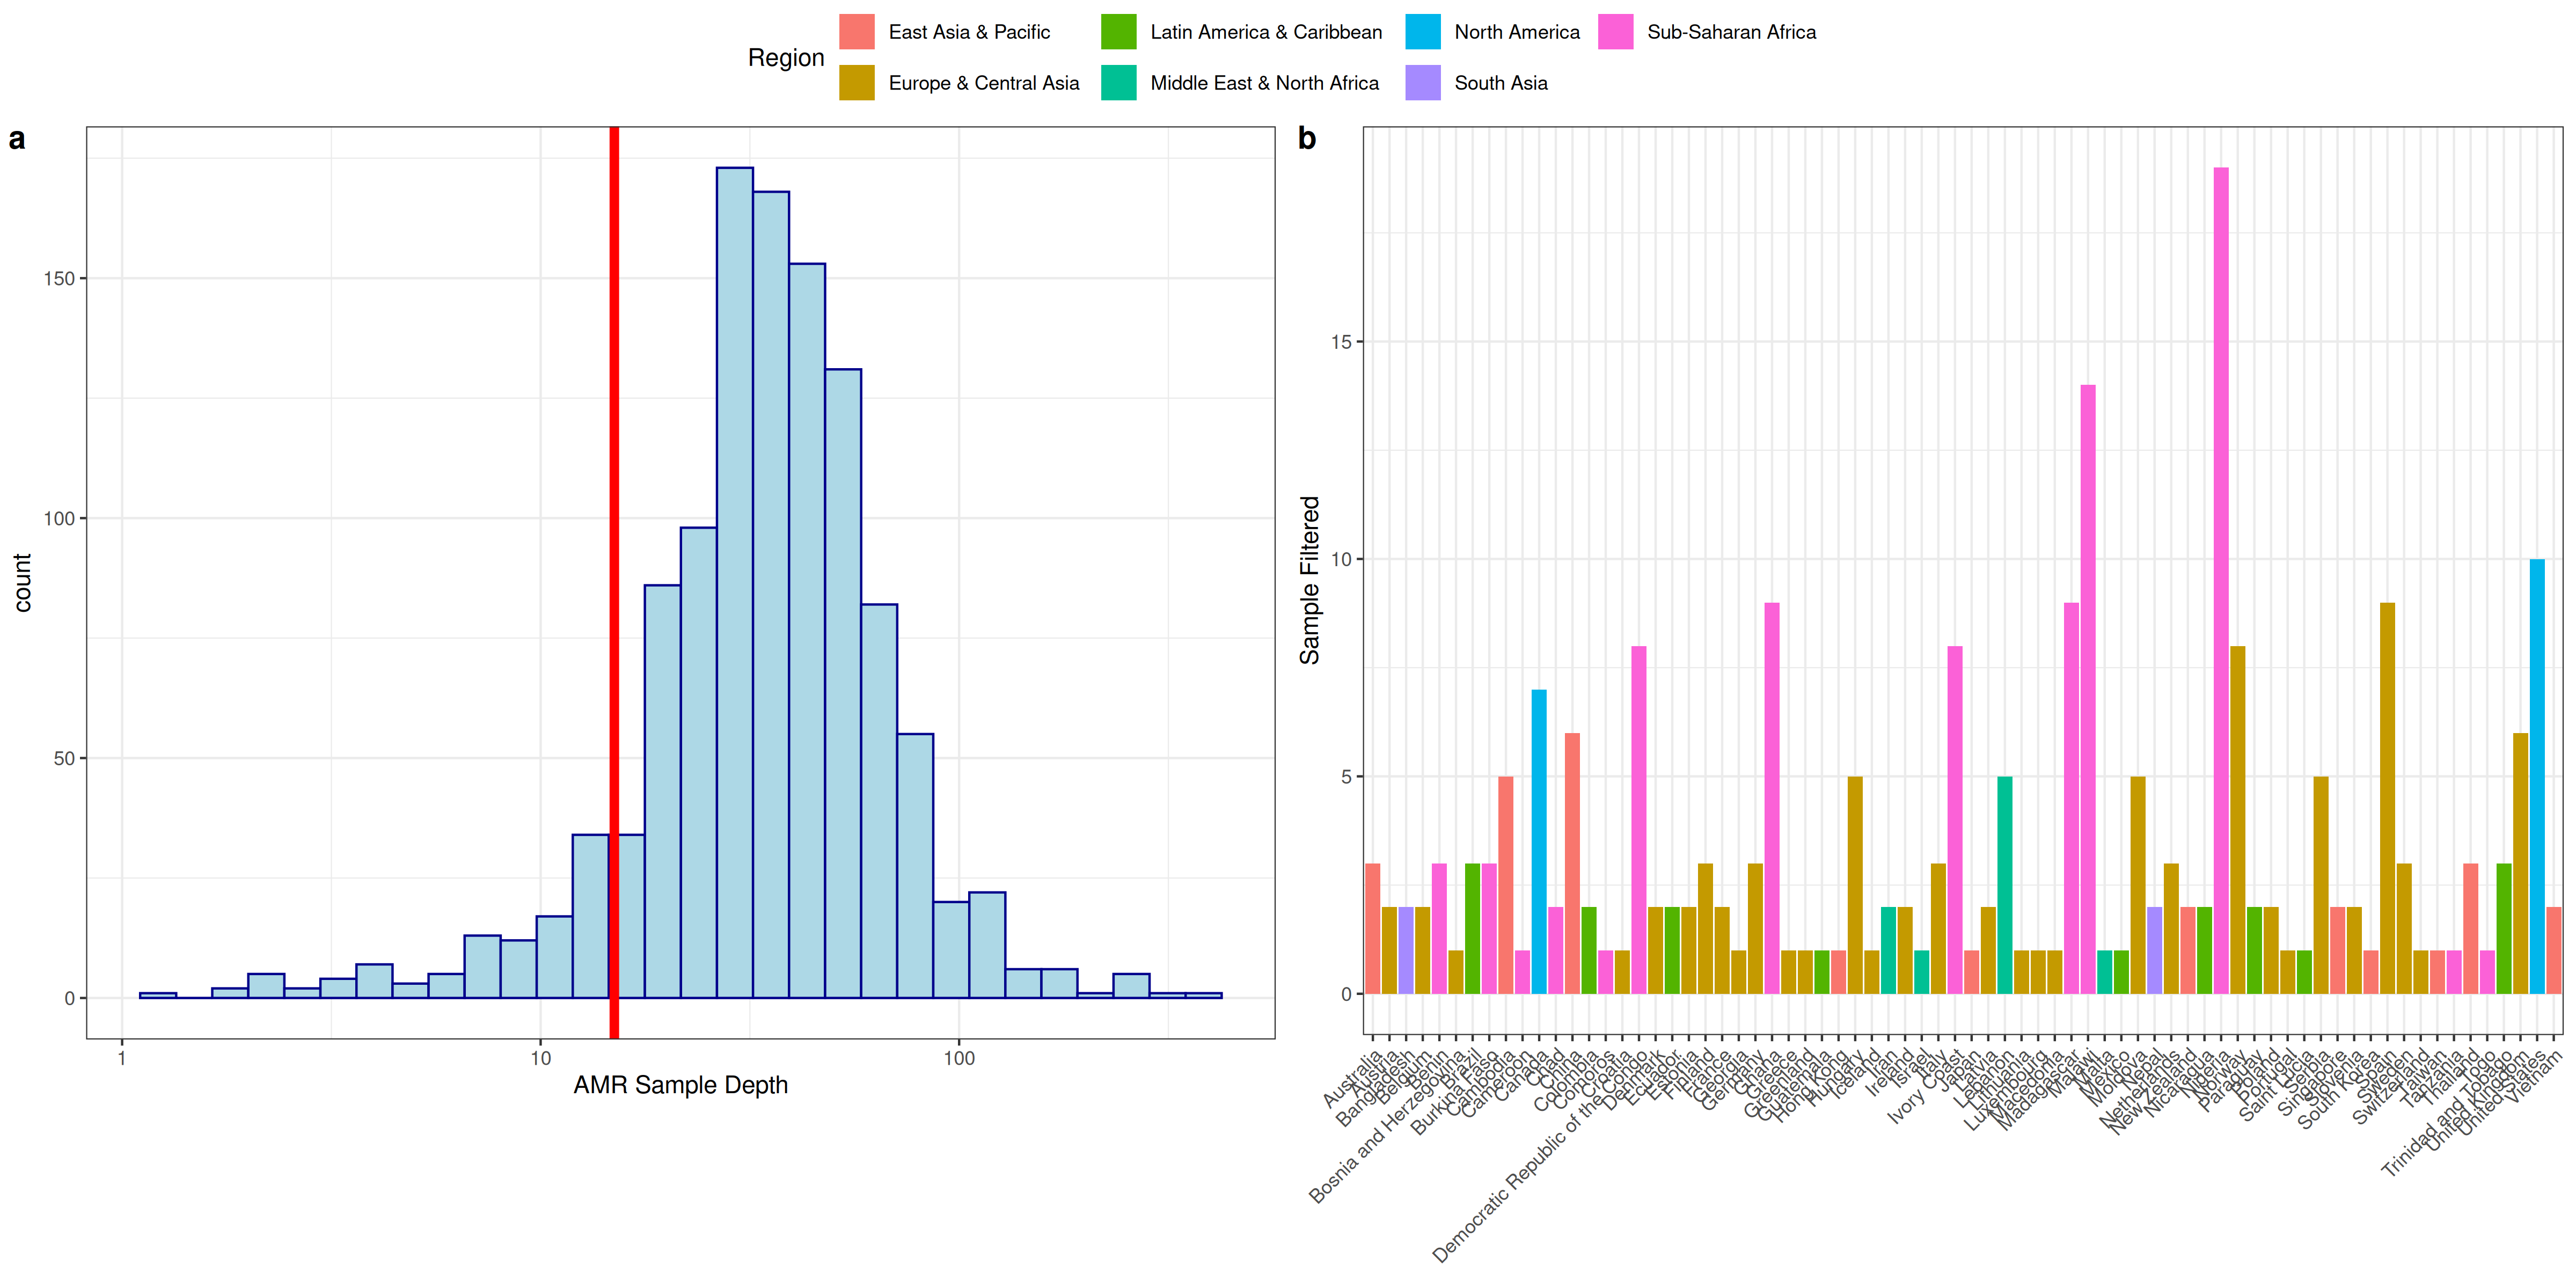 Region
East Asia & Pacific
Europe & Central Asia
Latin America & Caribbean
Middle East & North Africa
North America
South Asia
Sub-Saharan Africa
a
count
150
100
50
0
1
10
100
AMR Sample Depth
b
Sample Filtered
15
10
5
0
Australia
Austria
Bangladesh
Belgium
Benin
Bosnia and Herzegovina
Brazil
Burkina Faso
Cambodia
Cameroon
Canada
Chad
China
Colombia
Comoros
Croatia
Democratic Republic of the Congo
Denmark
Ecuador
Estonia
Finland
France
Georgia
Germany
Ghana
Greece
Greenland
Guatemala
Hong Kong
Hungary
Iceland
Iran
Ireland
Israel
Italy
Ivory Coast
Japan
Latvia
Lebanon
Lithuania
Luxembourg
Macedonia
Madagascar
Malawi
Malta
Mexico
Moldova
Nepal
Netherlands
New Zealand
Nicaragua
Nigeria
Norway
Paraguay
Poland
Portugal
Saint Lucia
Serbia
Singapore
Slovenia
South Korea
Spain
Sweden
Switzerland
Taiwan
Tanzania
Thailand
Togo
Trinidad and Tobago
United Kingdom
United States
Vietnam